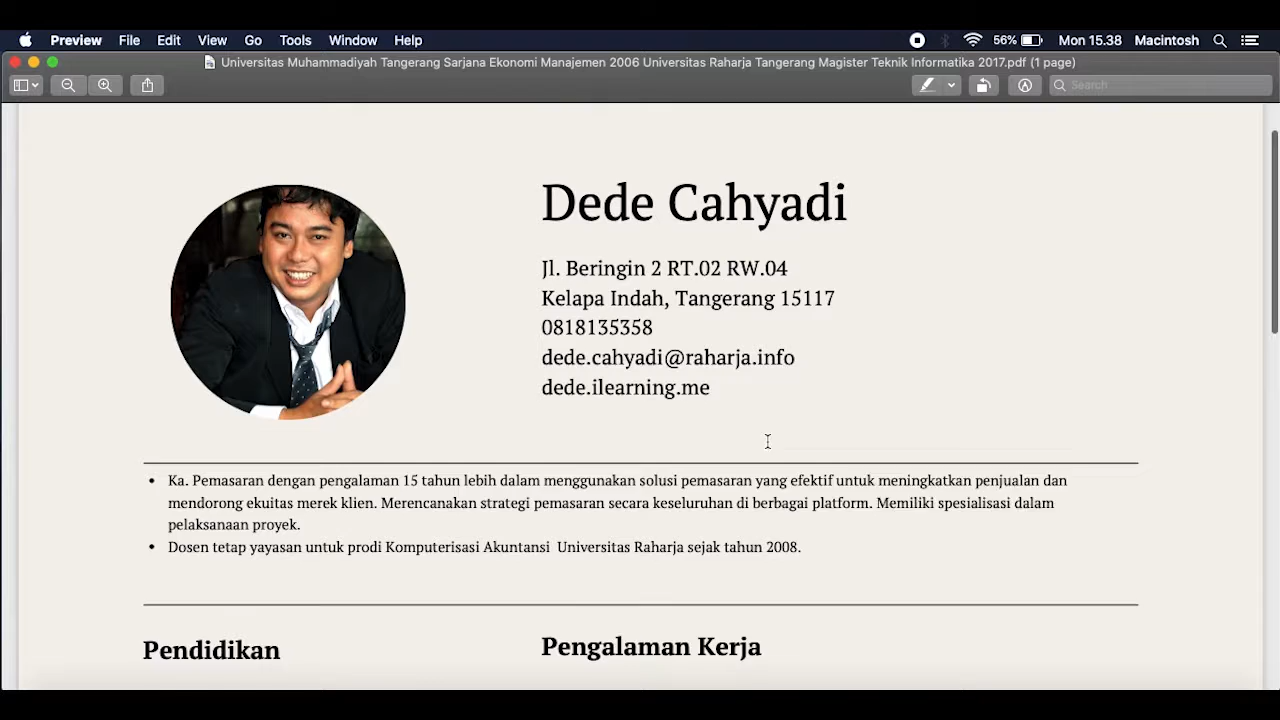 Preview File Edit View Go Tools Window Help 56% Mon 15.38 Macintosh
Universitas Muhammadiyah Tangerang Sarjana Ekonomi Manajemen 2006 Universitas Raharja Tangerang Magister Teknik Informatika 2017.pdf (1 page)
Search
Dede Cahyadi
Jl. Beringin 2 RT.02 RW.04
Kelapa Indah, Tangerang 15117
0818135358
dede.cahyadi@raharja.info
dede.ilearning.me
• Ka. Pemasaran dengan pengalaman 15 tahun lebih dalam menggunakan solusi pemasaran yang efektif untuk meningkatkan penjualan dan
mendorong ekuitas merek klien. Merencanakan strategi pemasaran secara keseluruhan di berbagai platform. Memiliki spesialisasi dalam
pelaksanaan proyek.
• Dosen tetap yayasan untuk prodi Komputerisasi Akuntansi Universitas Raharja sejak tahun 2008.
Pendidikan
Pengalaman Kerja